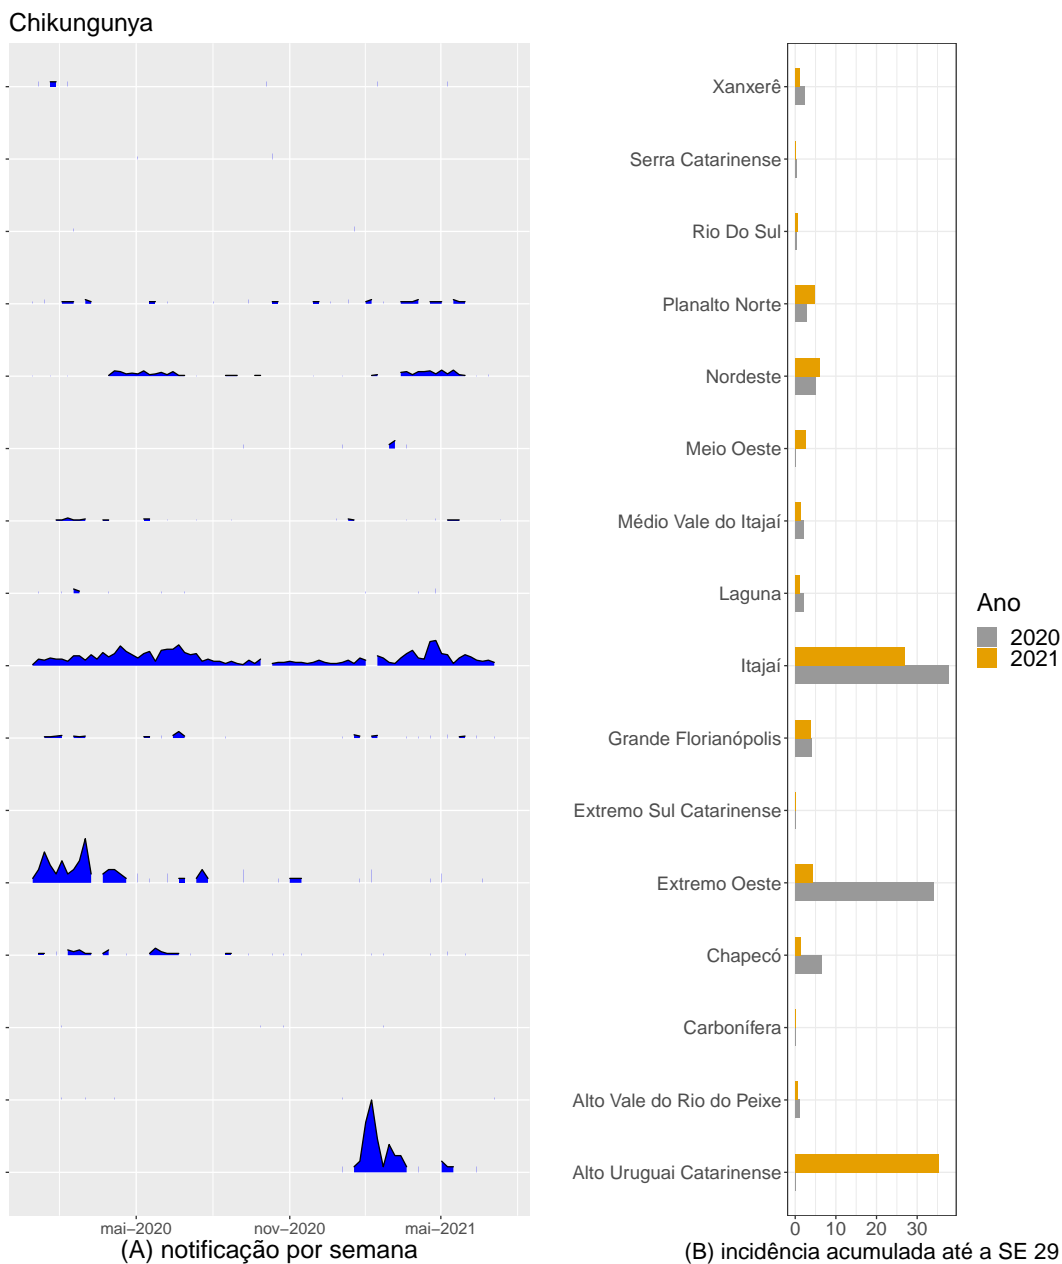 Chikungunya
Xanxerê
Serra Catarinense
Rio Do Sul
Planalto Norte
Nordeste
Meio Oeste
Médio Vale do Itajaí
Laguna
Itajaí
Grande Florianópolis
Extremo Sul Catarinense
Extremo Oeste
Chapecó
Carbonífera
Alto Vale do Rio do Peixe
Alto Uruguai Catarinense
Ano
2020
2021
mai–2020 nov–2020 mai–2021
(A) notificação por semana
0 10 20 30
(B) incidência acumulada até a SE 29